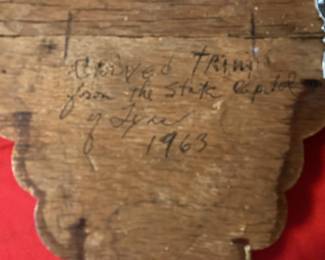 Carved Trim
from the State Capitol
of
1963